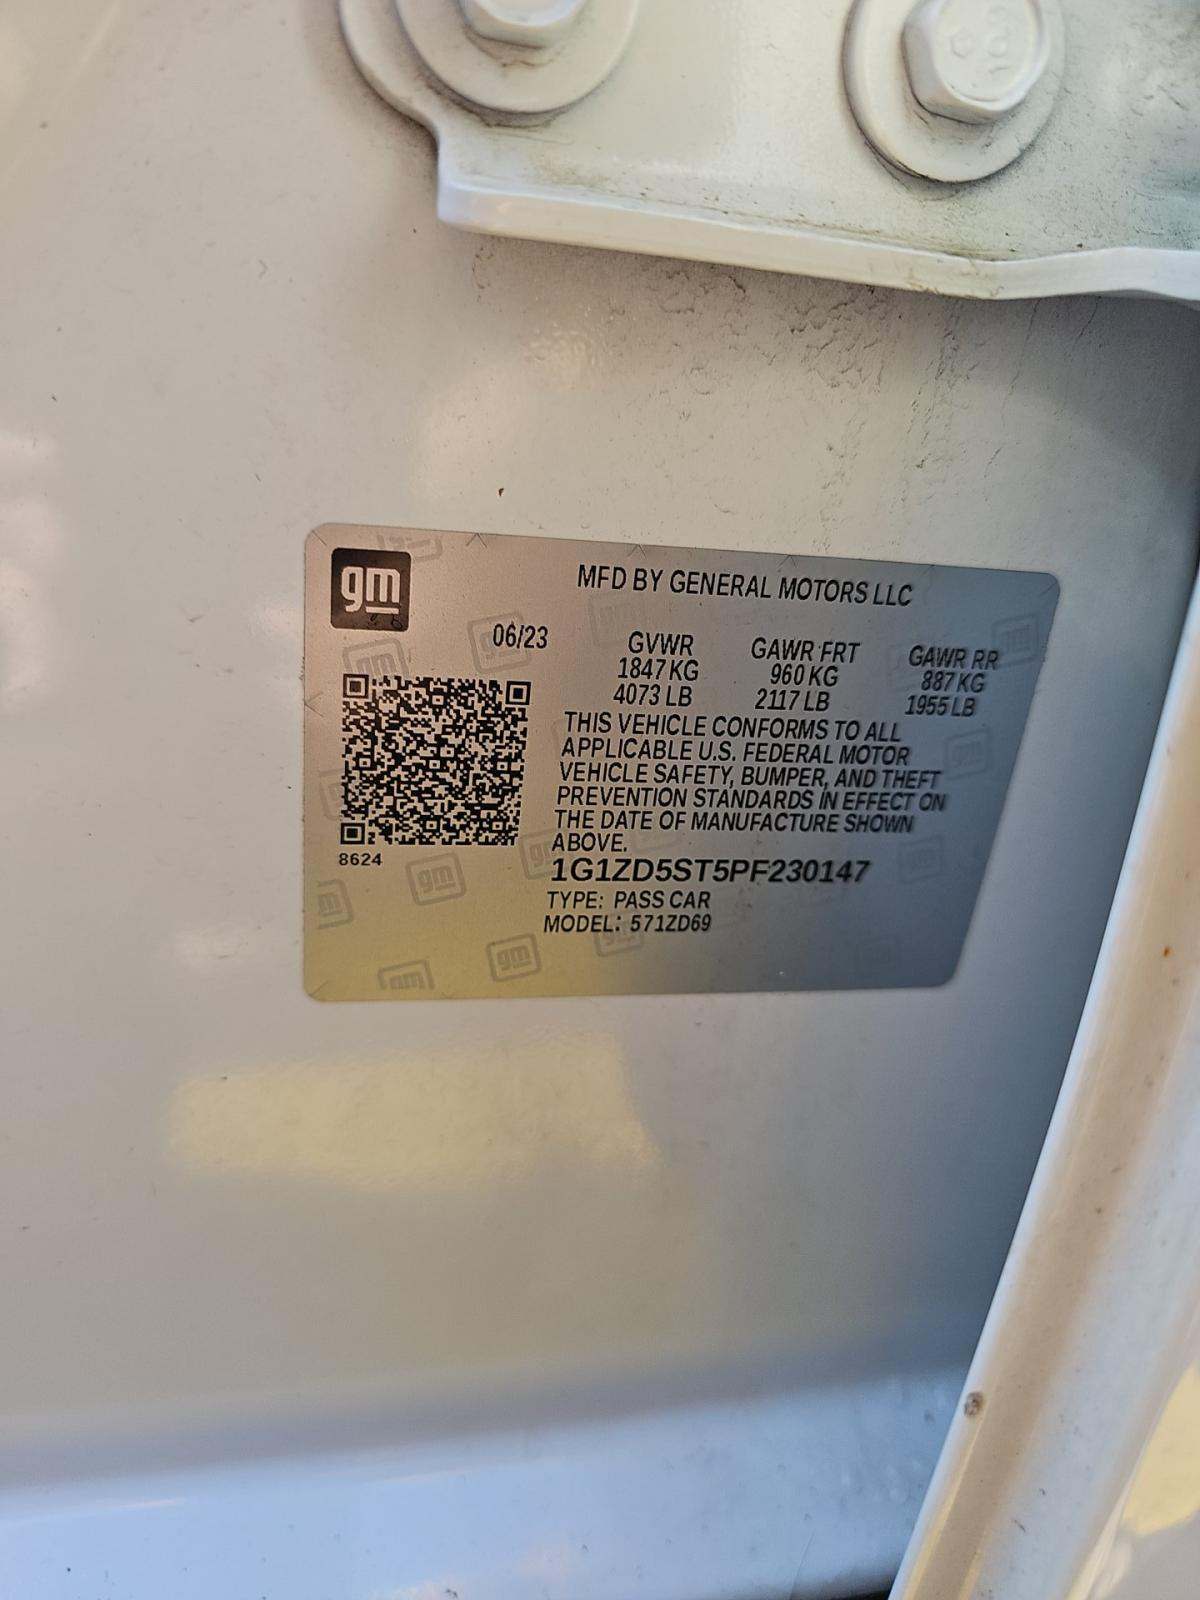 gm
MFD BY GENERAL MOTORS LLC
06/23
GVWR GAWR FRT GAWR RR
1847 KG 960 KG 887 KG
4073 LB 2117 LB 1955 LB
THIS VEHICLE CONFORMS TO ALL
APPLICABLE U.S. FEDERAL MOTOR
VEHICLE SAFETY, BUMPER, AND THEFT
PREVENTION STANDARDS IN EFFECT ON
THE DATE OF MANUFACTURE SHOWN
ABOVE.
8624
1G1ZD5ST5PF230147
TYPE: PASS CAR
MODEL: 571ZD69